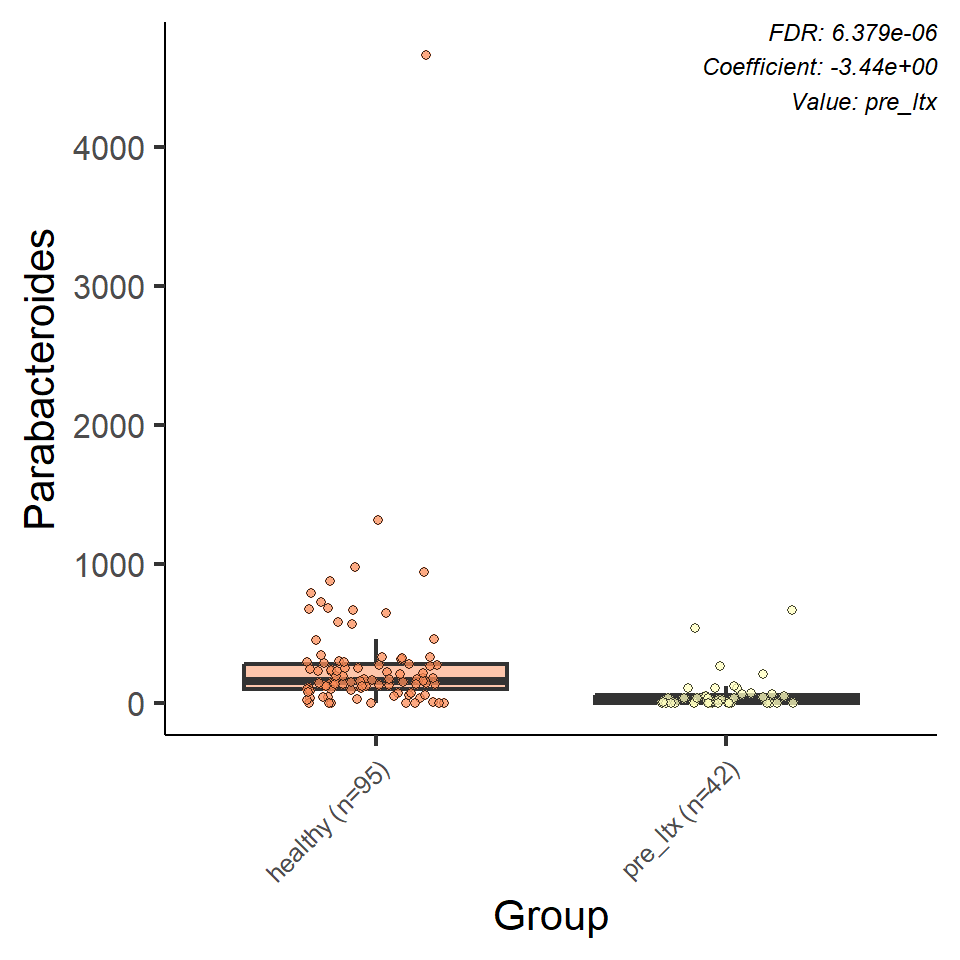 FDR: 6.379e-06
Coefficient: -3.44e+00
Value: pre_ltx
Parabacteroides
4000
3000
2000
1000
0
healthy (n=95)
pre_ltx (n=42)
Group